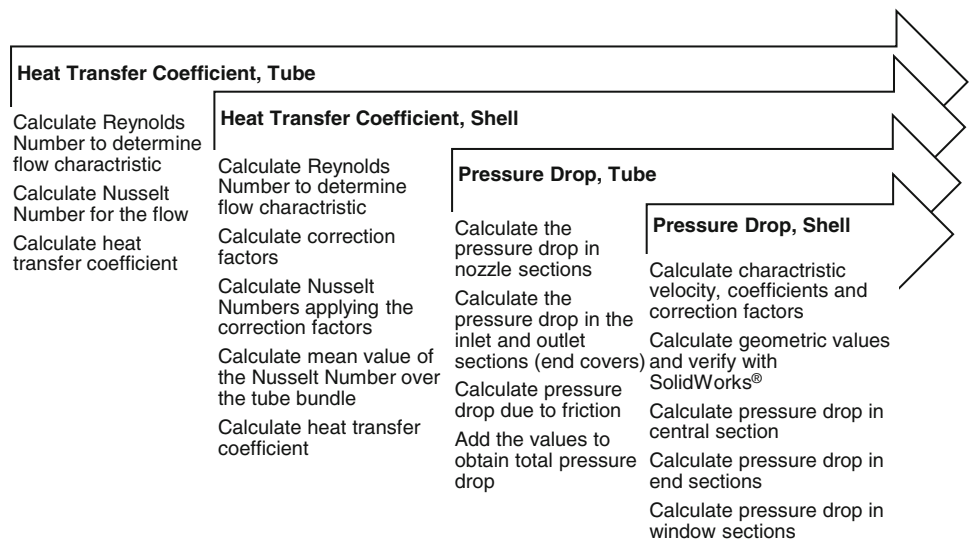 Heat Transfer Coefficient, Tube
Calculate Reynolds
Number to determine
flow charactristic
Calculate Nusselt
Number for the flow
Calculate heat
transfer coefficient
Heat Transfer Coefficient, Shell
Calculate Reynolds
Number to determine
flow charactristic
Calculate correction
factors
Calculate Nusselt
Numbers applying the
correction factors
Calculate mean value of
the Nusselt Number over
the tube bundle
Calculate heat transfer
coefficient
Pressure Drop, Tube
Calculate the
pressure drop in
nozzle sections
Calculate the
pressure drop in the
inlet and outlet
sections (end covers)
Calculate pressure
drop due to friction
Add the values to
obtain total pressure
drop
Pressure Drop, Shell
Calculate charactristic
velocity, coefficients and
correction factors
Calculate geometric values
and verify with
SolidWorks®
Calculate pressure drop in
central section
Calculate pressure drop in
end sections
Calculate pressure drop in
window sections